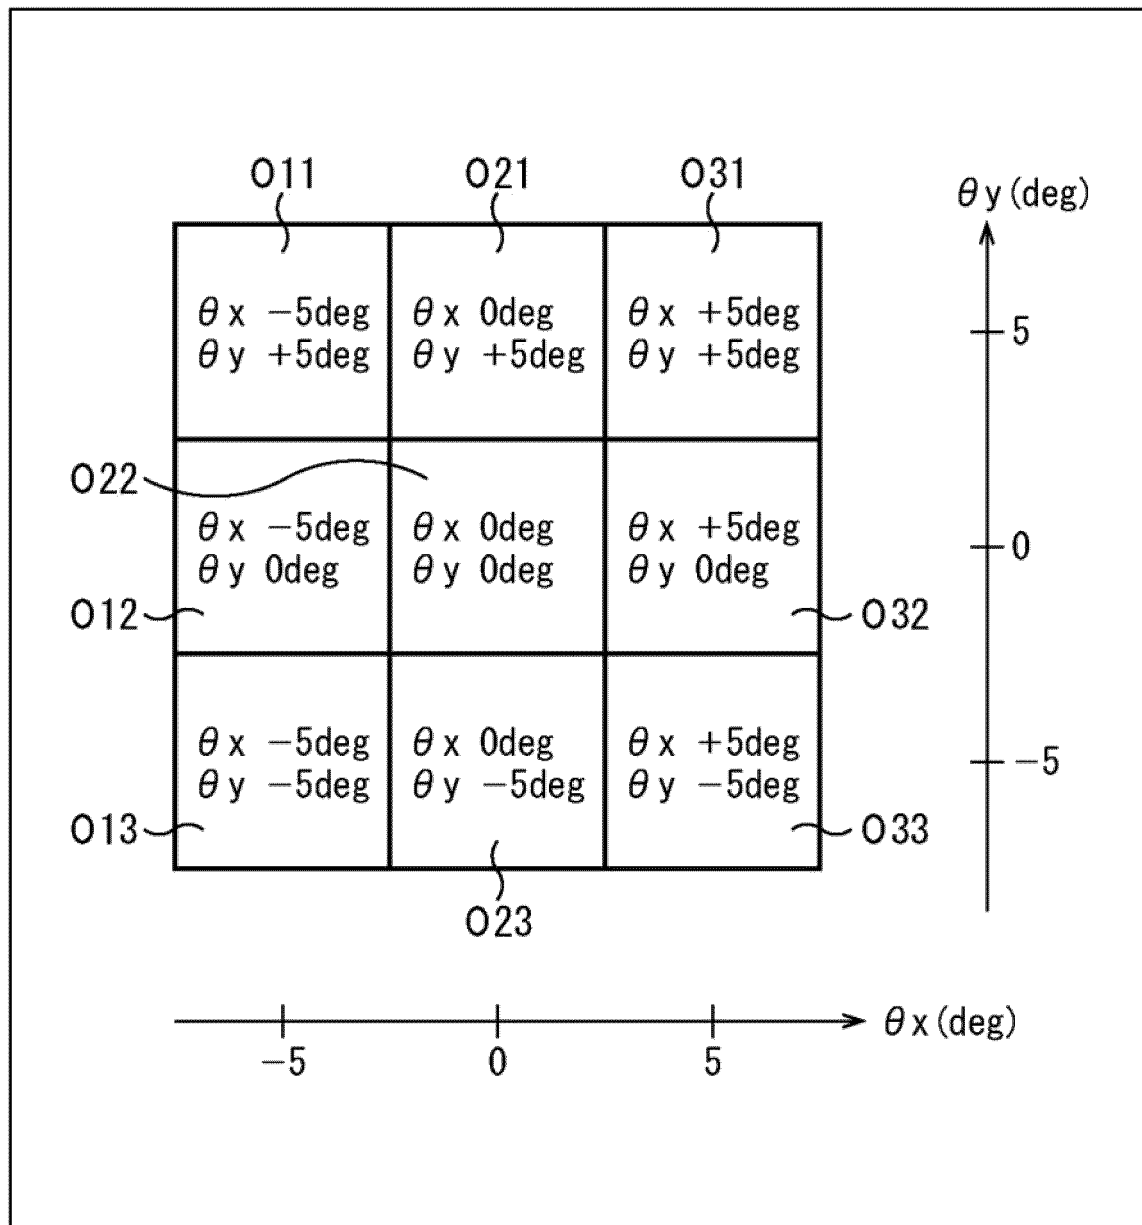 O11 O21 O31
θy(deg)
θx −5deg θx 0deg θx +5deg
θy +5deg θy +5deg θy +5deg
5
O22
θx −5deg θx 0deg θx +5deg
θy 0deg θy 0deg θy 0deg
0
O12 O32
θx −5deg θx 0deg θx +5deg
θy −5deg θy −5deg θy −5deg
−5
O13 O33
O23
θx(deg)
−5 0 5